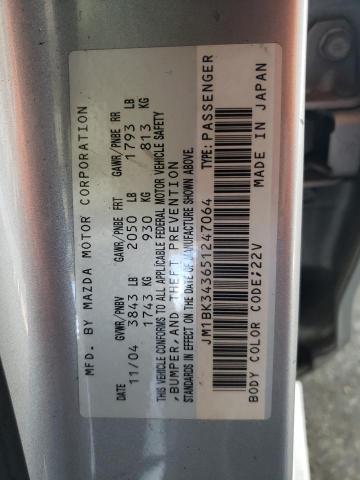 MFD. BY MAZDA MOTOR CORPORATION
GVWR/PNBV GAWR/PNBE FRT GAWR/PNBE RR
11/04 3843 LB 2050 LB 1793 LB
1743 KG 930 KG 813 KG
THIS VEHICLE CONFORMS TO ALL APPLICABLE FEDERAL MOTOR VEHICLE SAFETY
,BUMPER,AND THEFT PREVENTION
STANDARDS IN EFFECT ON THE DATE OF MANUFACTURE SHOWN ABOVE.
JM1BK343651247064 TYPE:PASSENGER
BODY COLOR CODE;22V MADE IN JAPAN